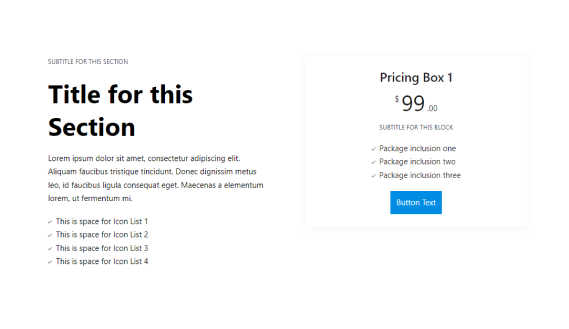 SUBTITLE FOR THIS SECTION
Title for this
Section
Lorem ipsum dolor sit amet, consectetur adipiscing elit.
Aliquam faucibus tristique tincidunt. Donec dignissim metus
leo, id faucibus ligula consequat eget. Maecenas a elementum
lorem, ut fermentum mi.
This is space for Icon List 1
This is space for Icon List 2
This is space for Icon List 3
This is space for Icon List 4
Pricing Box 1
$99.00
SUBTITLE FOR THIS BLOCK
Package inclusion one
Package inclusion two
Package inclusion three
Button Text